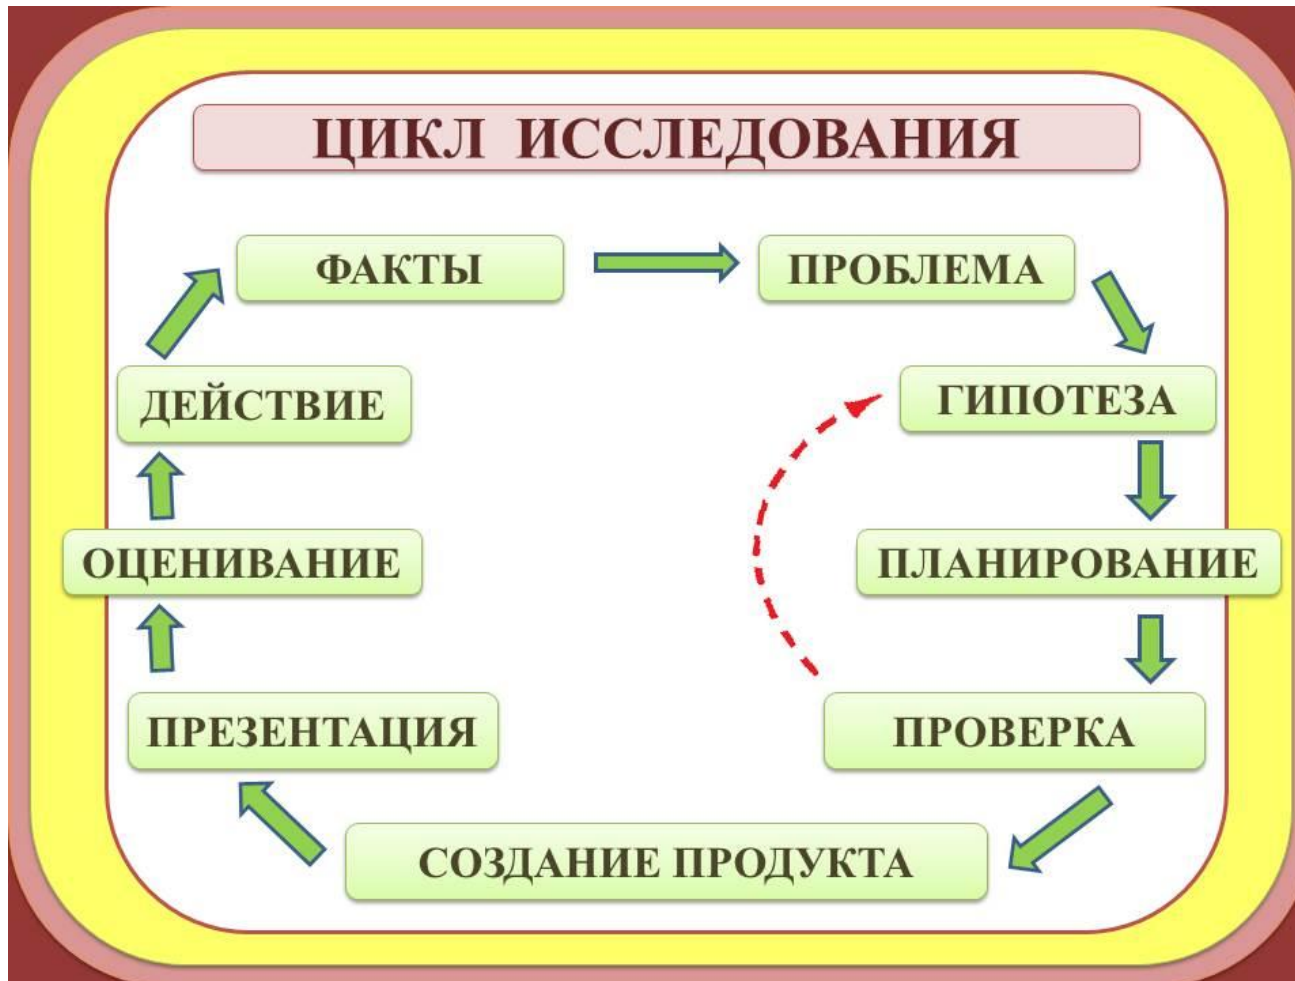 ЦИКЛ ИССЛЕДОВАНИЯ
ФАКТЫ
ПРОБЛЕМА
ГИПОТЕЗА
ПЛАНИРОВАНИЕ
ПРОВЕРКА
СОЗДАНИЕ ПРОДУКТА
ПРЕЗЕНТАЦИЯ
ОЦЕНИВАНИЕ
ДЕЙСТВИЕ